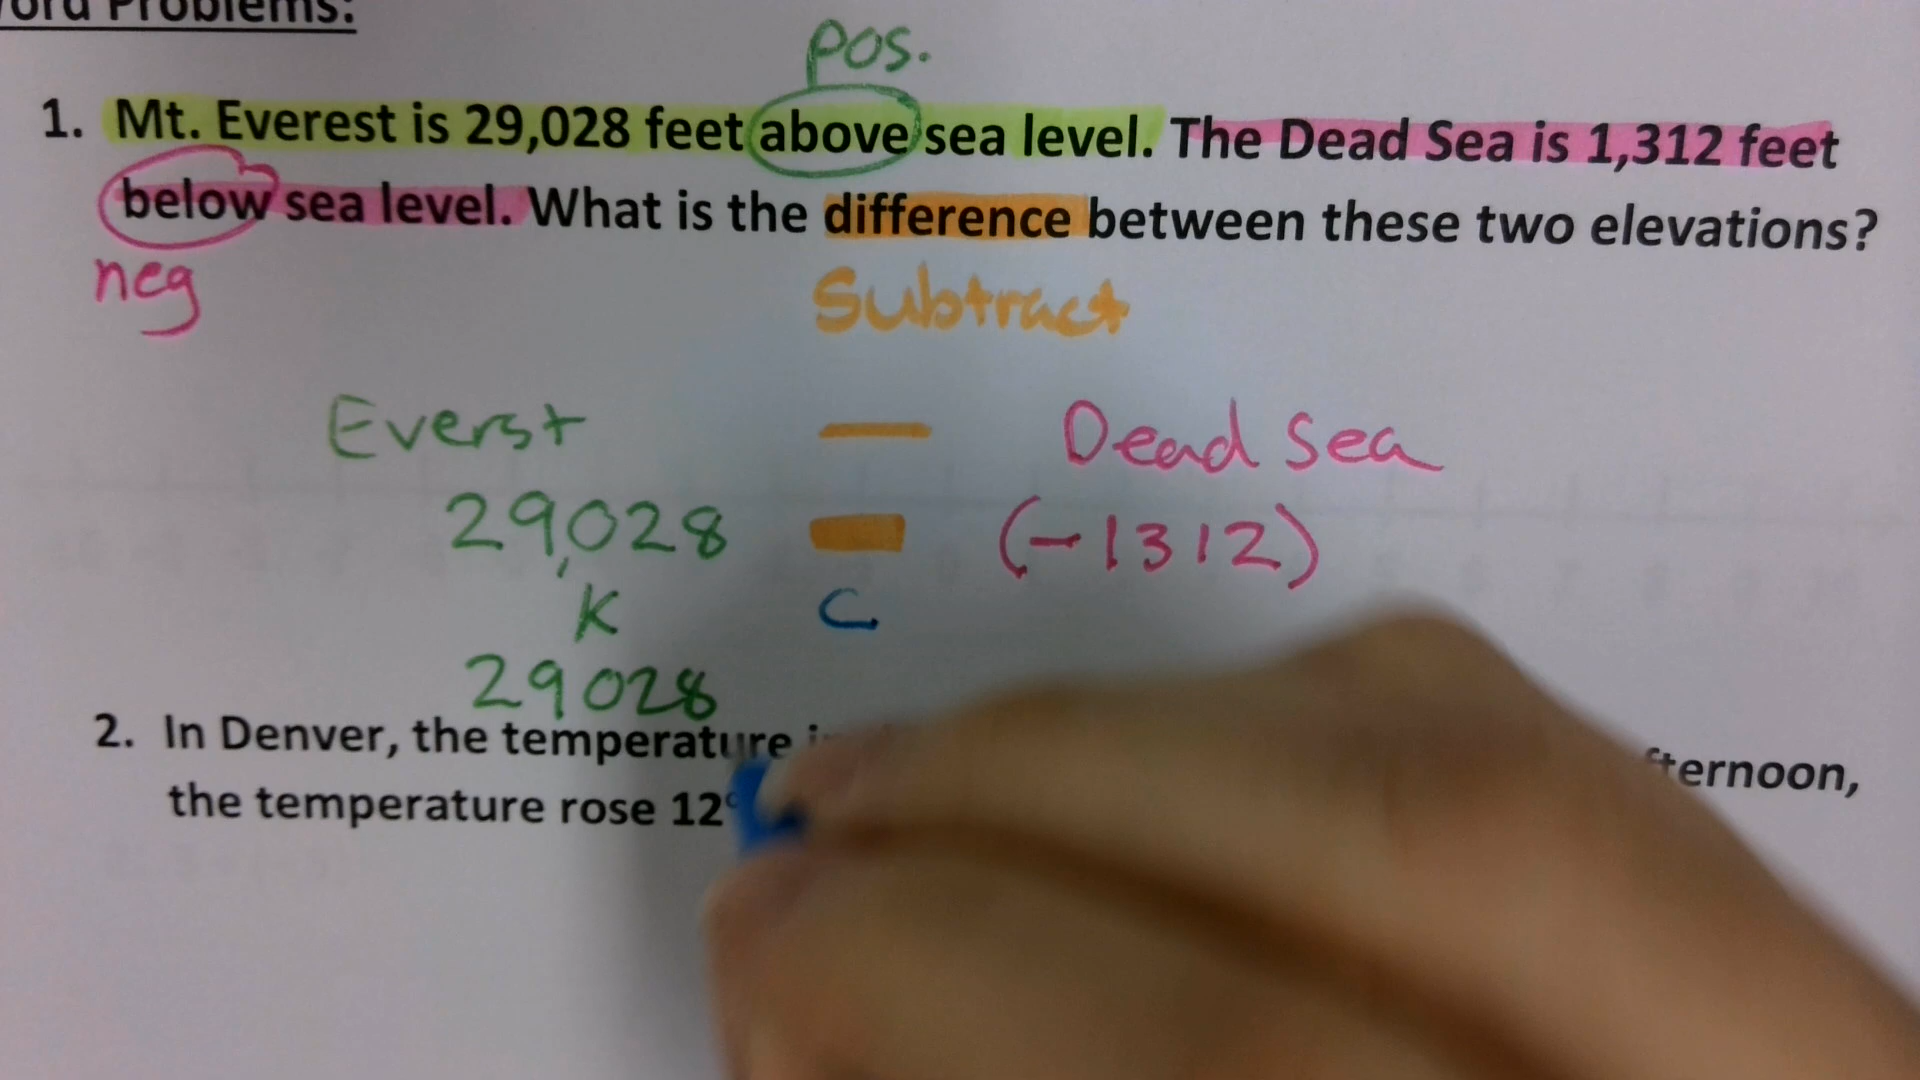 ord Problems:
pos.
1. Mt. Everest is 29,028 feet above sea level. The Dead Sea is 1,312 feet
below sea level. What is the difference between these two elevations?
neg
Subtract
Everst — Dead Sea
29,028 - (-1312)
K C
29028
2. In Denver, the temperature fternoon,
the temperature rose 12°